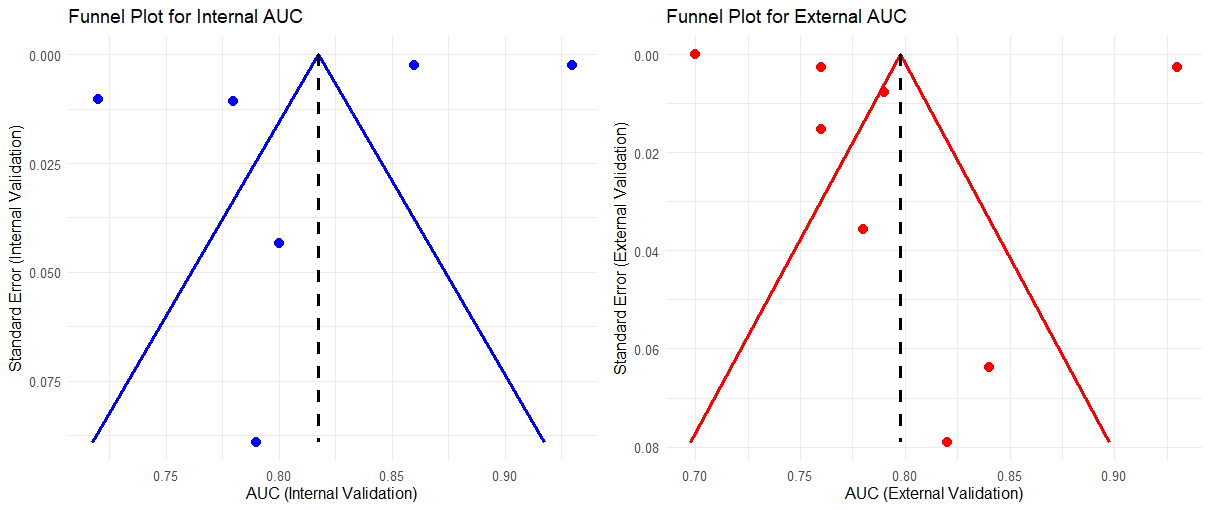 Funnel Plot for Internal AUC
0.000
0.025
0.050
0.075
Standard Error (Internal Validation)
0.75 0.80 0.85 0.90
AUC (Internal Validation)
Funnel Plot for External AUC
0.00
0.02
0.04
0.06
0.08
Standard Error (External Validation)
0.70 0.75 0.80 0.85 0.90
AUC (External Validation)